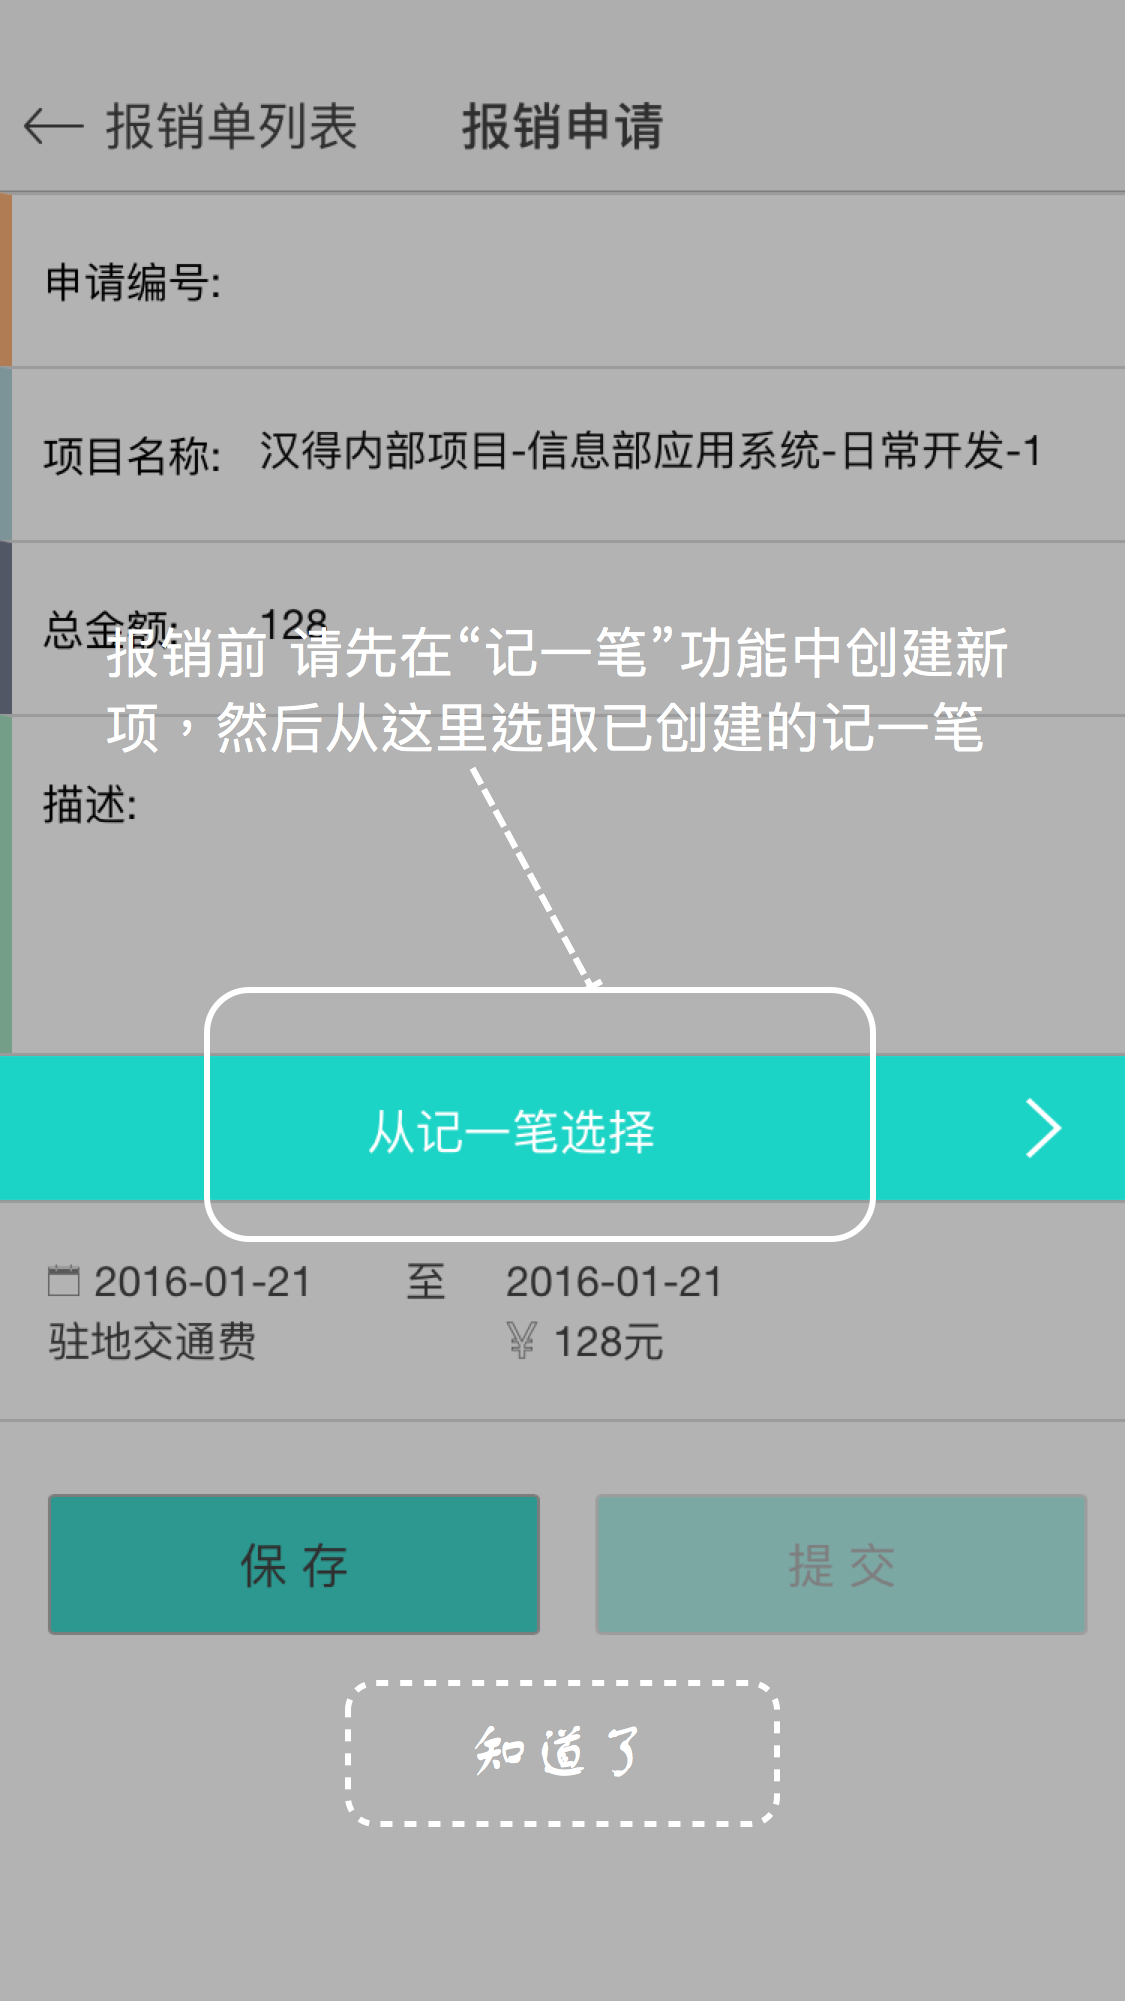 报销单列表 报销申请
申请编号:
项目名称: 汉得内部项目-信息部应用系统-日常开发-1
总金额: 128
报销前 请先在“记一笔”功能中创建新
项，然后从这里选取已创建的记一笔
描述:
从记一笔选择
2016-01-21 至 2016-01-21
驻地交通费 ¥ 128元
保存 提交
知道了